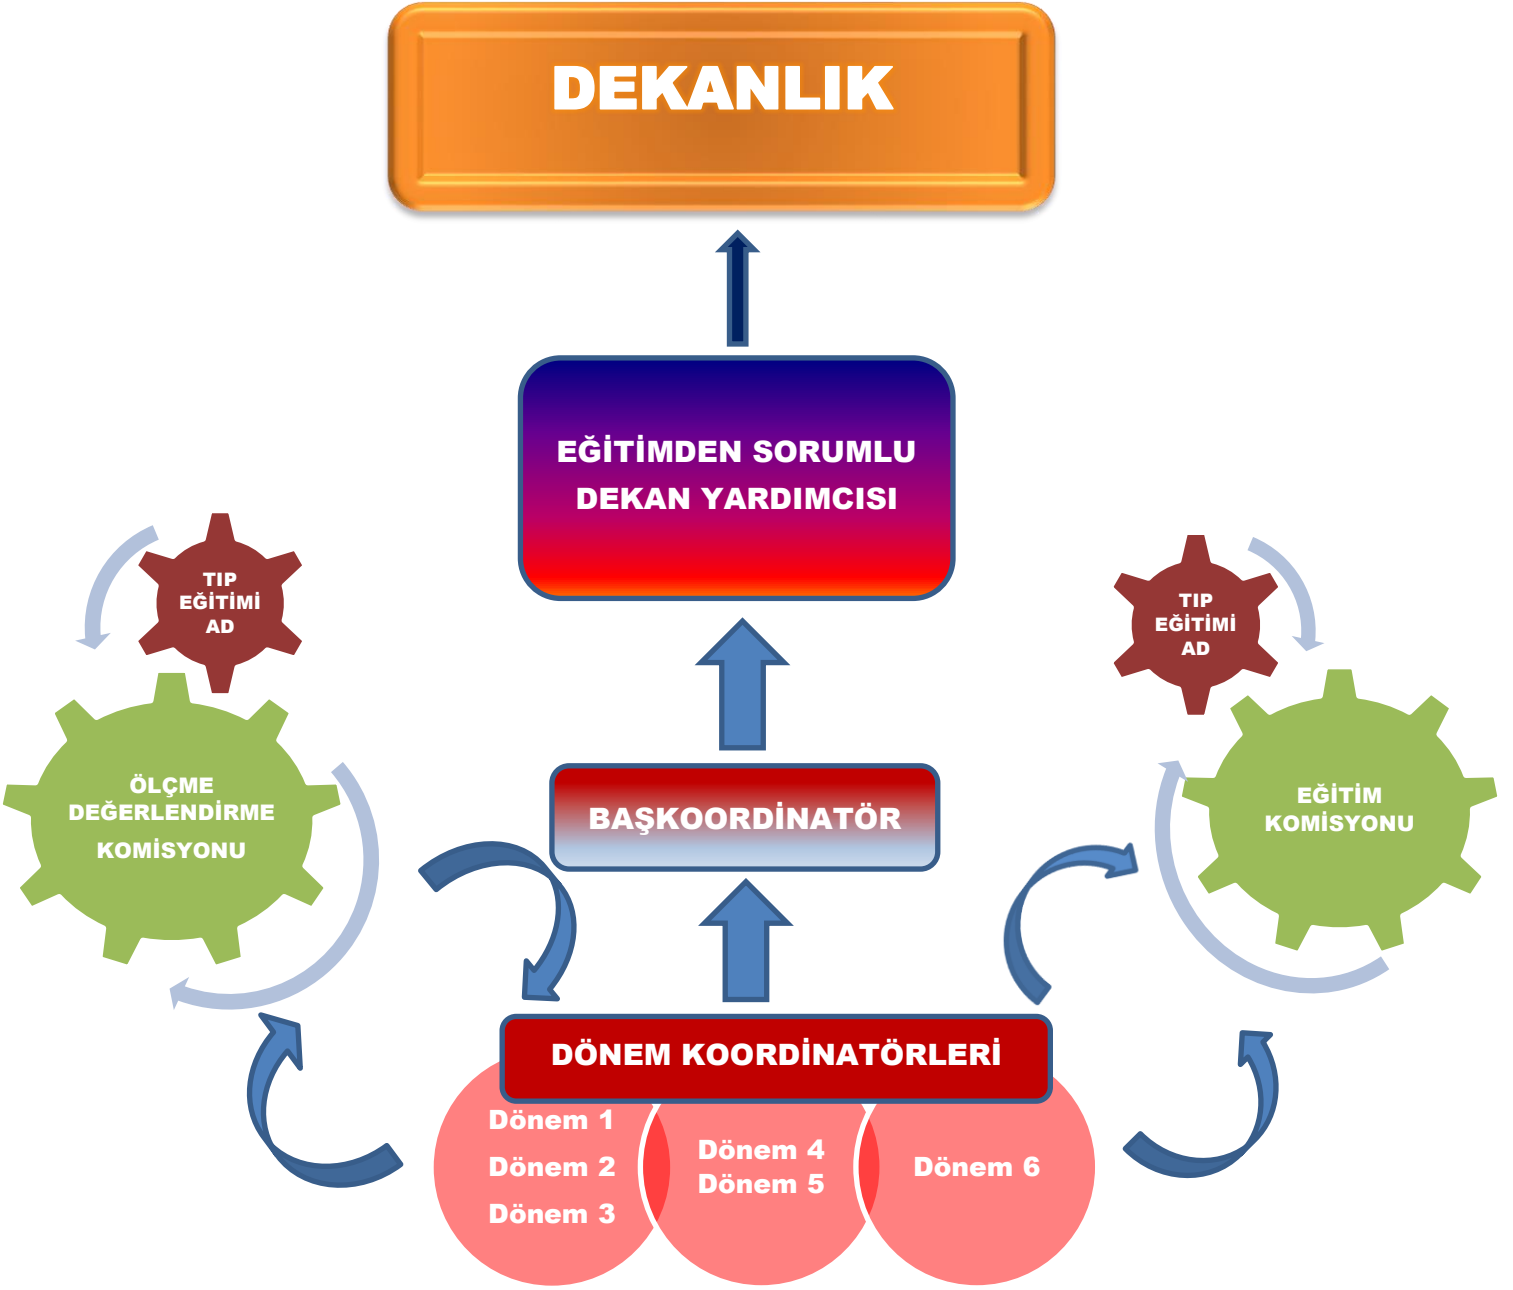 DEKANLIK
EĞİTİMDEN SORUMLU
DEKAN YARDIMCISI
TIP
EĞİTİMİ
AD
ÖLÇME
DEĞERLENDİRME
KOMİSYONU
BAŞKOORDİNATÖR
TIP
EĞİTİMİ
AD
EĞİTİM
KOMİSYONU
DÖNEM KOORDİNATÖRLERİ
Dönem 1
Dönem 2
Dönem 3
Dönem 4
Dönem 5
Dönem 6